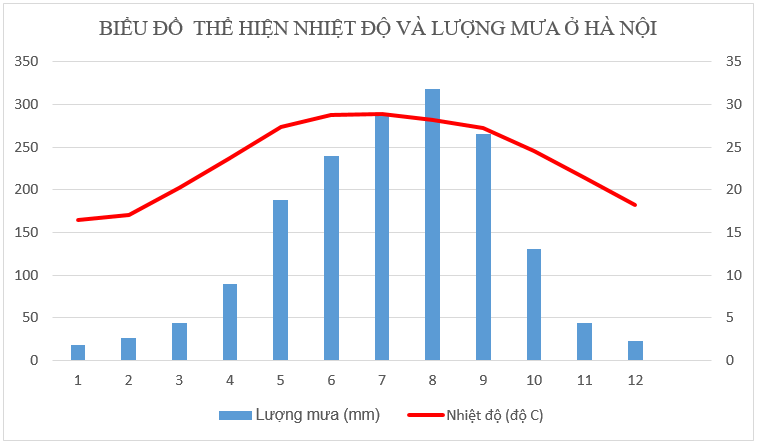 BIỂU ĐỒ THỂ HIỆN NHIỆT ĐỘ VÀ LƯỢNG MƯA Ở HÀ NỘI
350 35
300 30
250 25
200 20
150 15
100 10
50 5
0 0
1 2 3 4 5 6 7 8 9 10 11 12
Lượng mưa (mm) Nhiệt độ (độ C)